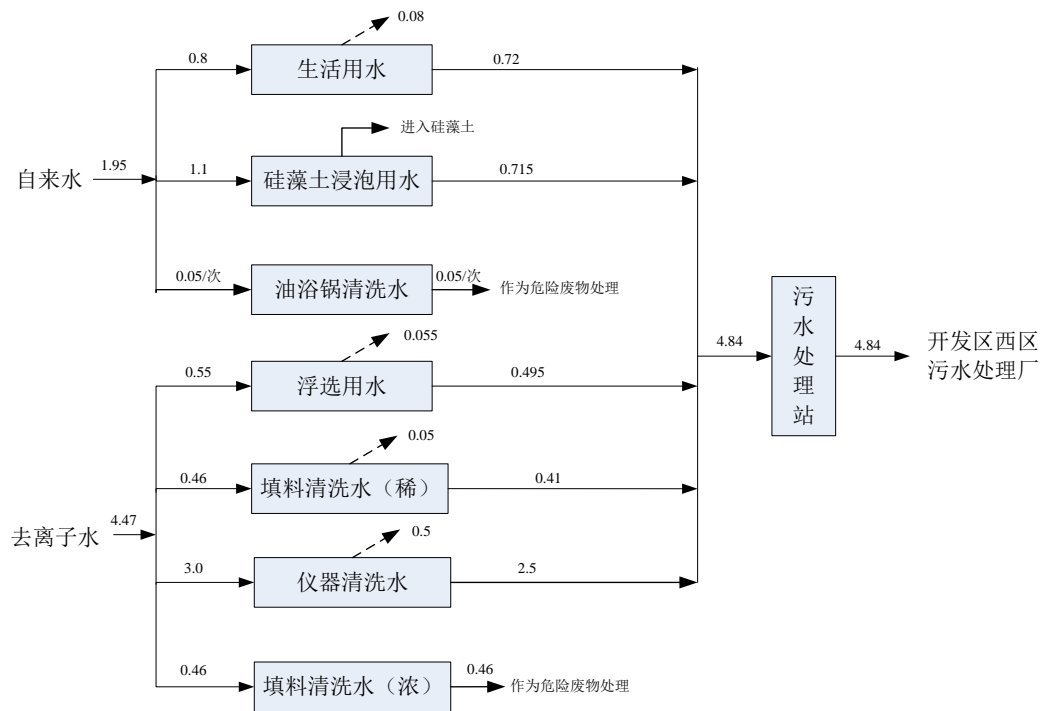 0.08
0.8
生活用水
0.72
进入硅藻土
自来水
1.95
1.1
硅藻土浸泡用水
0.715
0.05/次
油浴锅清洗水
0.05/次
作为危险废物处理
0.055
0.55
浮选用水
0.495
4.84
污水处理站
4.84
开发区西区
污水处理厂
0.05
0.46
填料清洗水（稀）
0.41
去离子水
4.47
0.5
3.0
仪器清洗水
2.5
0.46
填料清洗水（浓）
0.46
作为危险废物处理